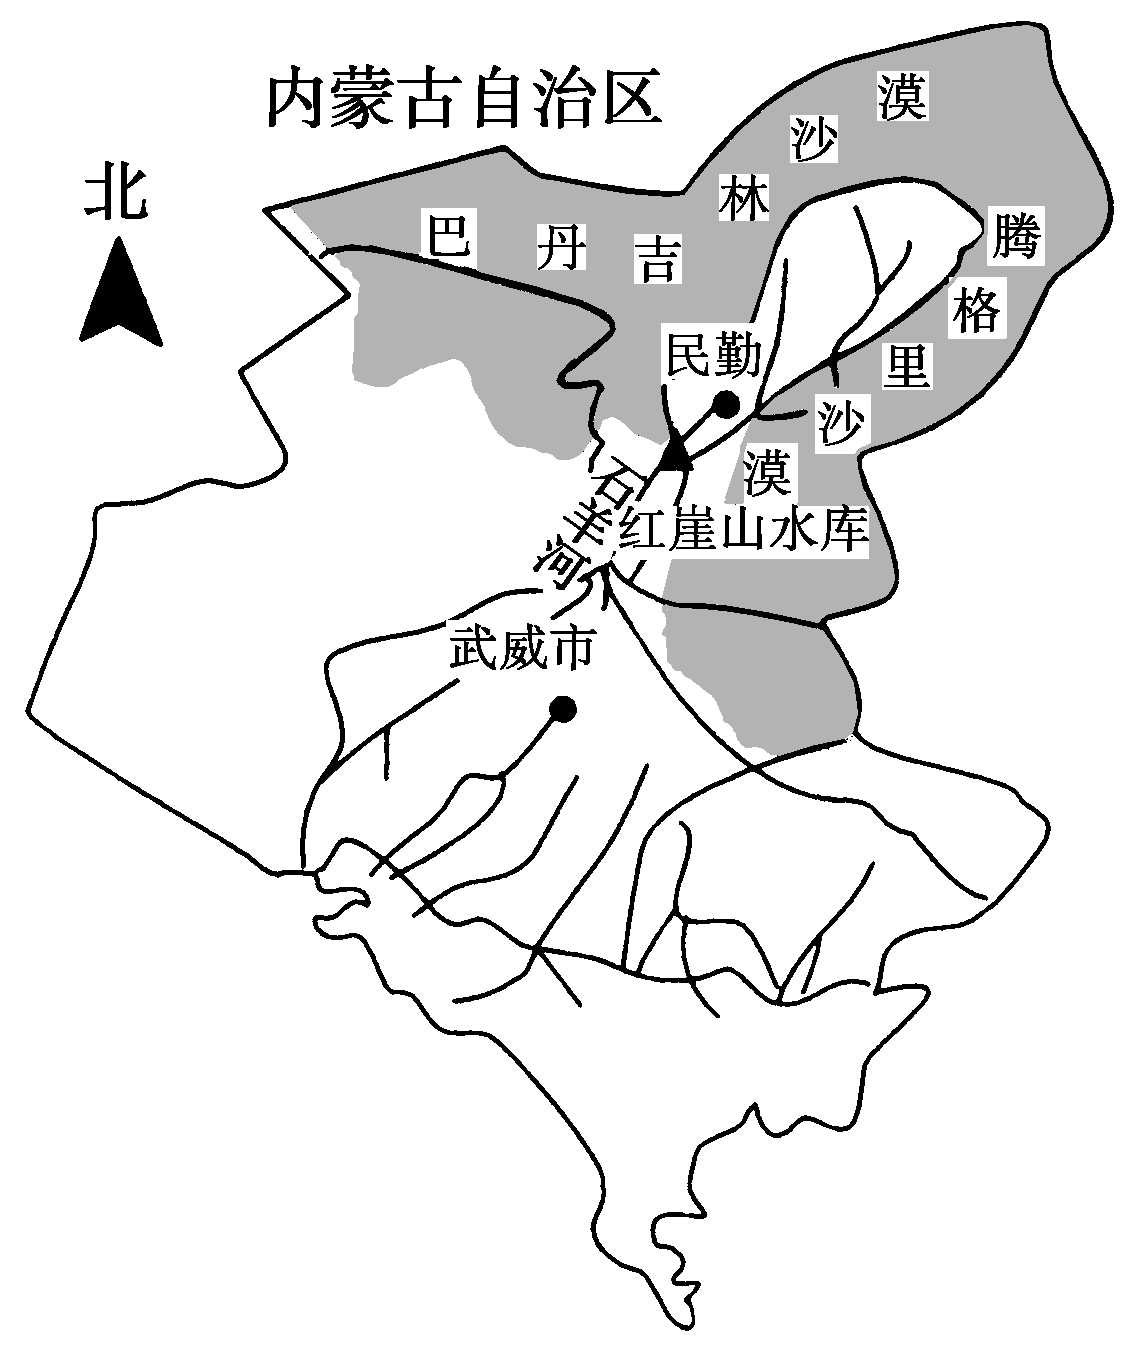 内蒙古自治区
北
巴丹吉林沙漠
腾格里沙漠
民勤
石羊河
红崖山水库
武威市